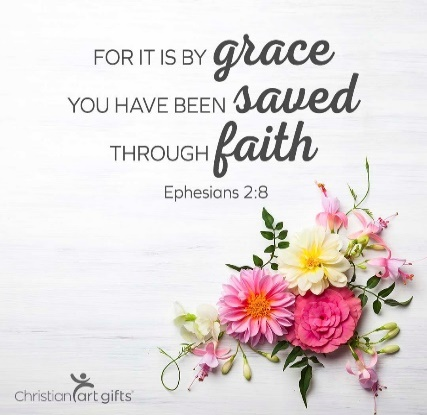 FOR IT IS BY grace
YOU HAVE BEEN saved
THROUGH faith
Ephesians 2:8
Christian art gifts®